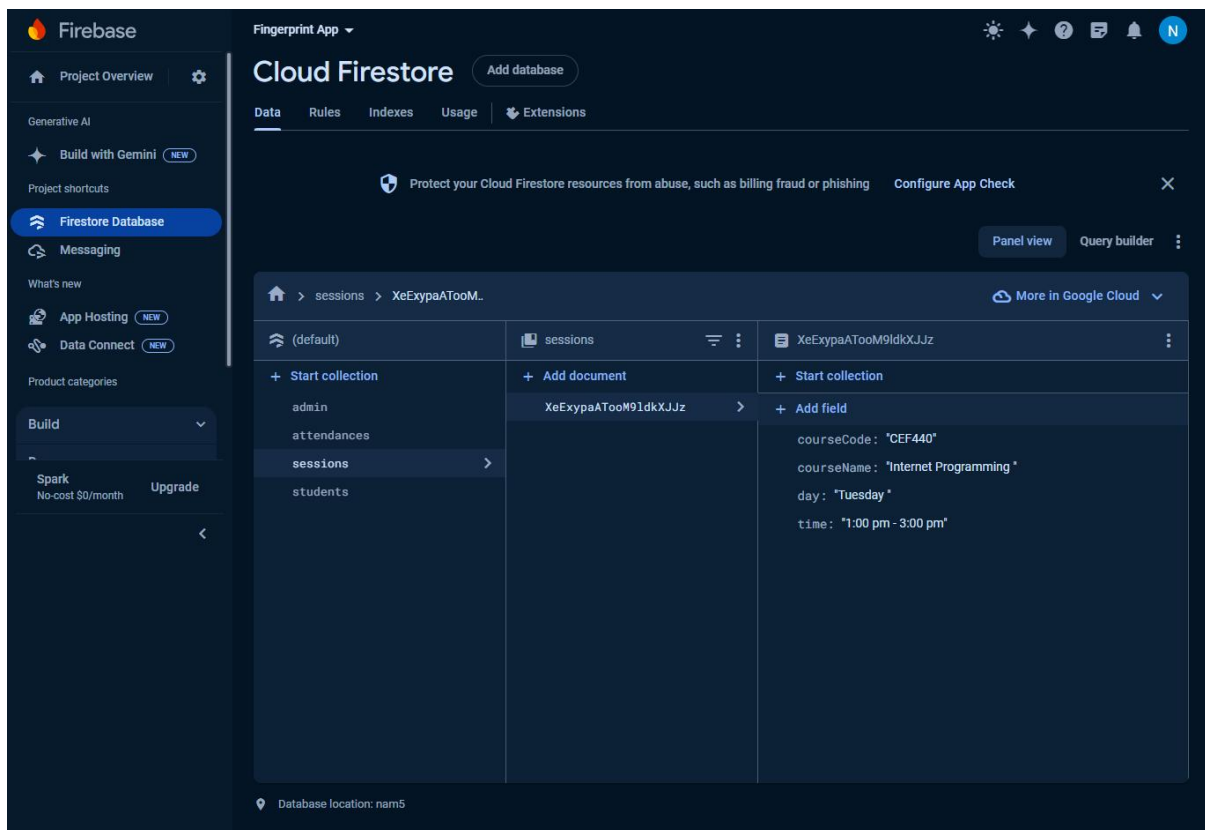 Firebase
Project Overview
Generative AI
Build with Gemini NEW
Project shortcuts
Firestore Database
Messaging
What's new
App Hosting NEW
Data Connect NEW
Product categories
Build
Spark
No-cost $0/month
Upgrade
Fingerprint App
N
Cloud Firestore
Add database
Data Rules Indexes Usage Extensions
Protect your Cloud Firestore resources from abuse, such as billing fraud or phishing Configure App Check
Panel view Query builder
sessions XeExypaATooM..
More in Google Cloud
(default)
+ Start collection
admin
attendances
sessions
students
sessions
+ Add document
XeExypaATooM9ldkXJJz
XeExypaATooM9ldkXJJz
+ Start collection
+ Add field
courseCode: "CEF440"
courseName: "Internet Programming "
day: "Tuesday "
time: "1:00 pm - 3:00 pm"
Database location: nam5